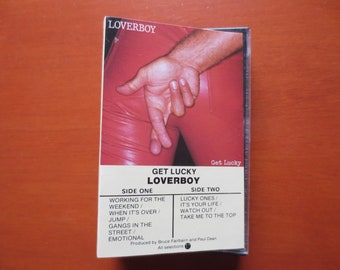 LOVERBOY
Get Lucky
GET LUCKY
LOVERBOY
SIDE ONE
WORKING FOR THE
WEEKEND /
WHEN IT'S OVER /
JUMP /
GANGS IN THE
STREET /
EMOTIONAL
SIDE TWO
LUCKY ONES /
IT'S YOUR LIFE /
WATCH OUT /
TAKE ME TO THE TOP
Produced by Bruce Fairbairn and Paul Dean
All selections